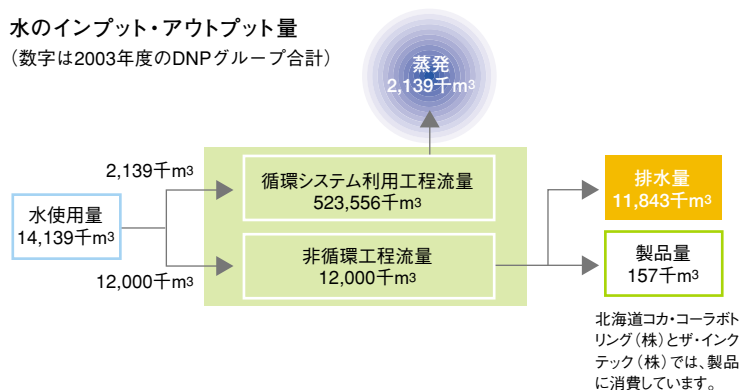 水のインプット・アウトプット量
（数字は2003年度のDNPグループ合計）
蒸発
2,139千m³
2,139千m³
循環システム利用工程流量
523,556千m³
排水量
11,843千m³
水使用量
14,139千m³
非循環工程流量
12,000千m³
製品量
157千m³
12,000千m³
北海道コカ・コーラボト
リング（株）とザ・インク
テック（株）では、製品
に消費しています。